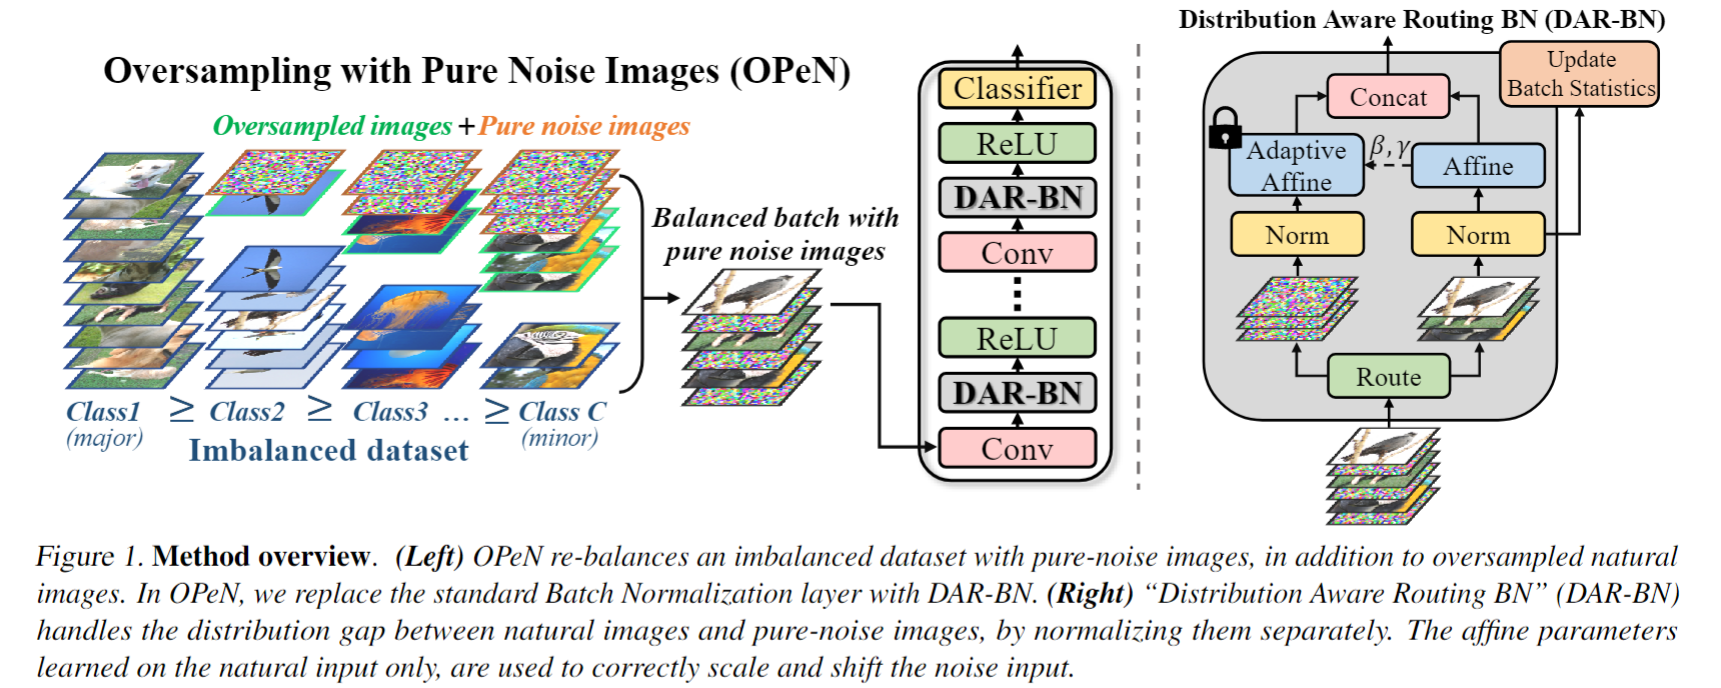 Oversampling with Pure Noise Images (OPeN)
Oversampled images + Pure noise images
Class1 ≥ Class2 ≥ Class3 ... ≥ Class C
(major) (minor)
Imbalanced dataset
Balanced batch with
pure noise images
Classifier
ReLU
DAR-BN
Conv
ReLU
DAR-BN
Conv
Distribution Aware Routing BN (DAR-BN)
Update
Batch Statistics
Concat
Adaptive
Affine
β, γ
Affine
Norm
Norm
Route
Figure 1. Method overview. (Left) OPeN re-balances an imbalanced dataset with pure-noise images, in addition to oversampled natural
images. In OPeN, we replace the standard Batch Normalization layer with DAR-BN. (Right) “Distribution Aware Routing BN” (DAR-BN)
handles the distribution gap between natural images and pure-noise images, by normalizing them separately. The affine parameters
learned on the natural input only, are used to correctly scale and shift the noise input.